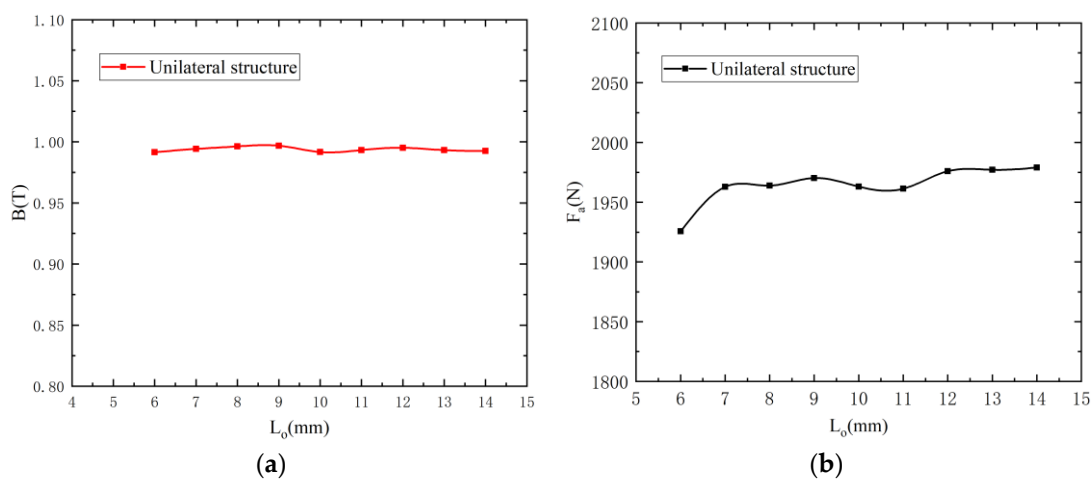 1.10
1.05
1.00
0.95
0.90
0.85
0.80
B(T)
Unilateral structure
4 5 6 7 8 9 10 11 12 13 14 15
L₀(mm)
(a)
2100
2050
2000
1950
1900
1850
1800
Fₐ(N)
Unilateral structure
5 6 7 8 9 10 11 12 13 14 15
L₀(mm)
(b)